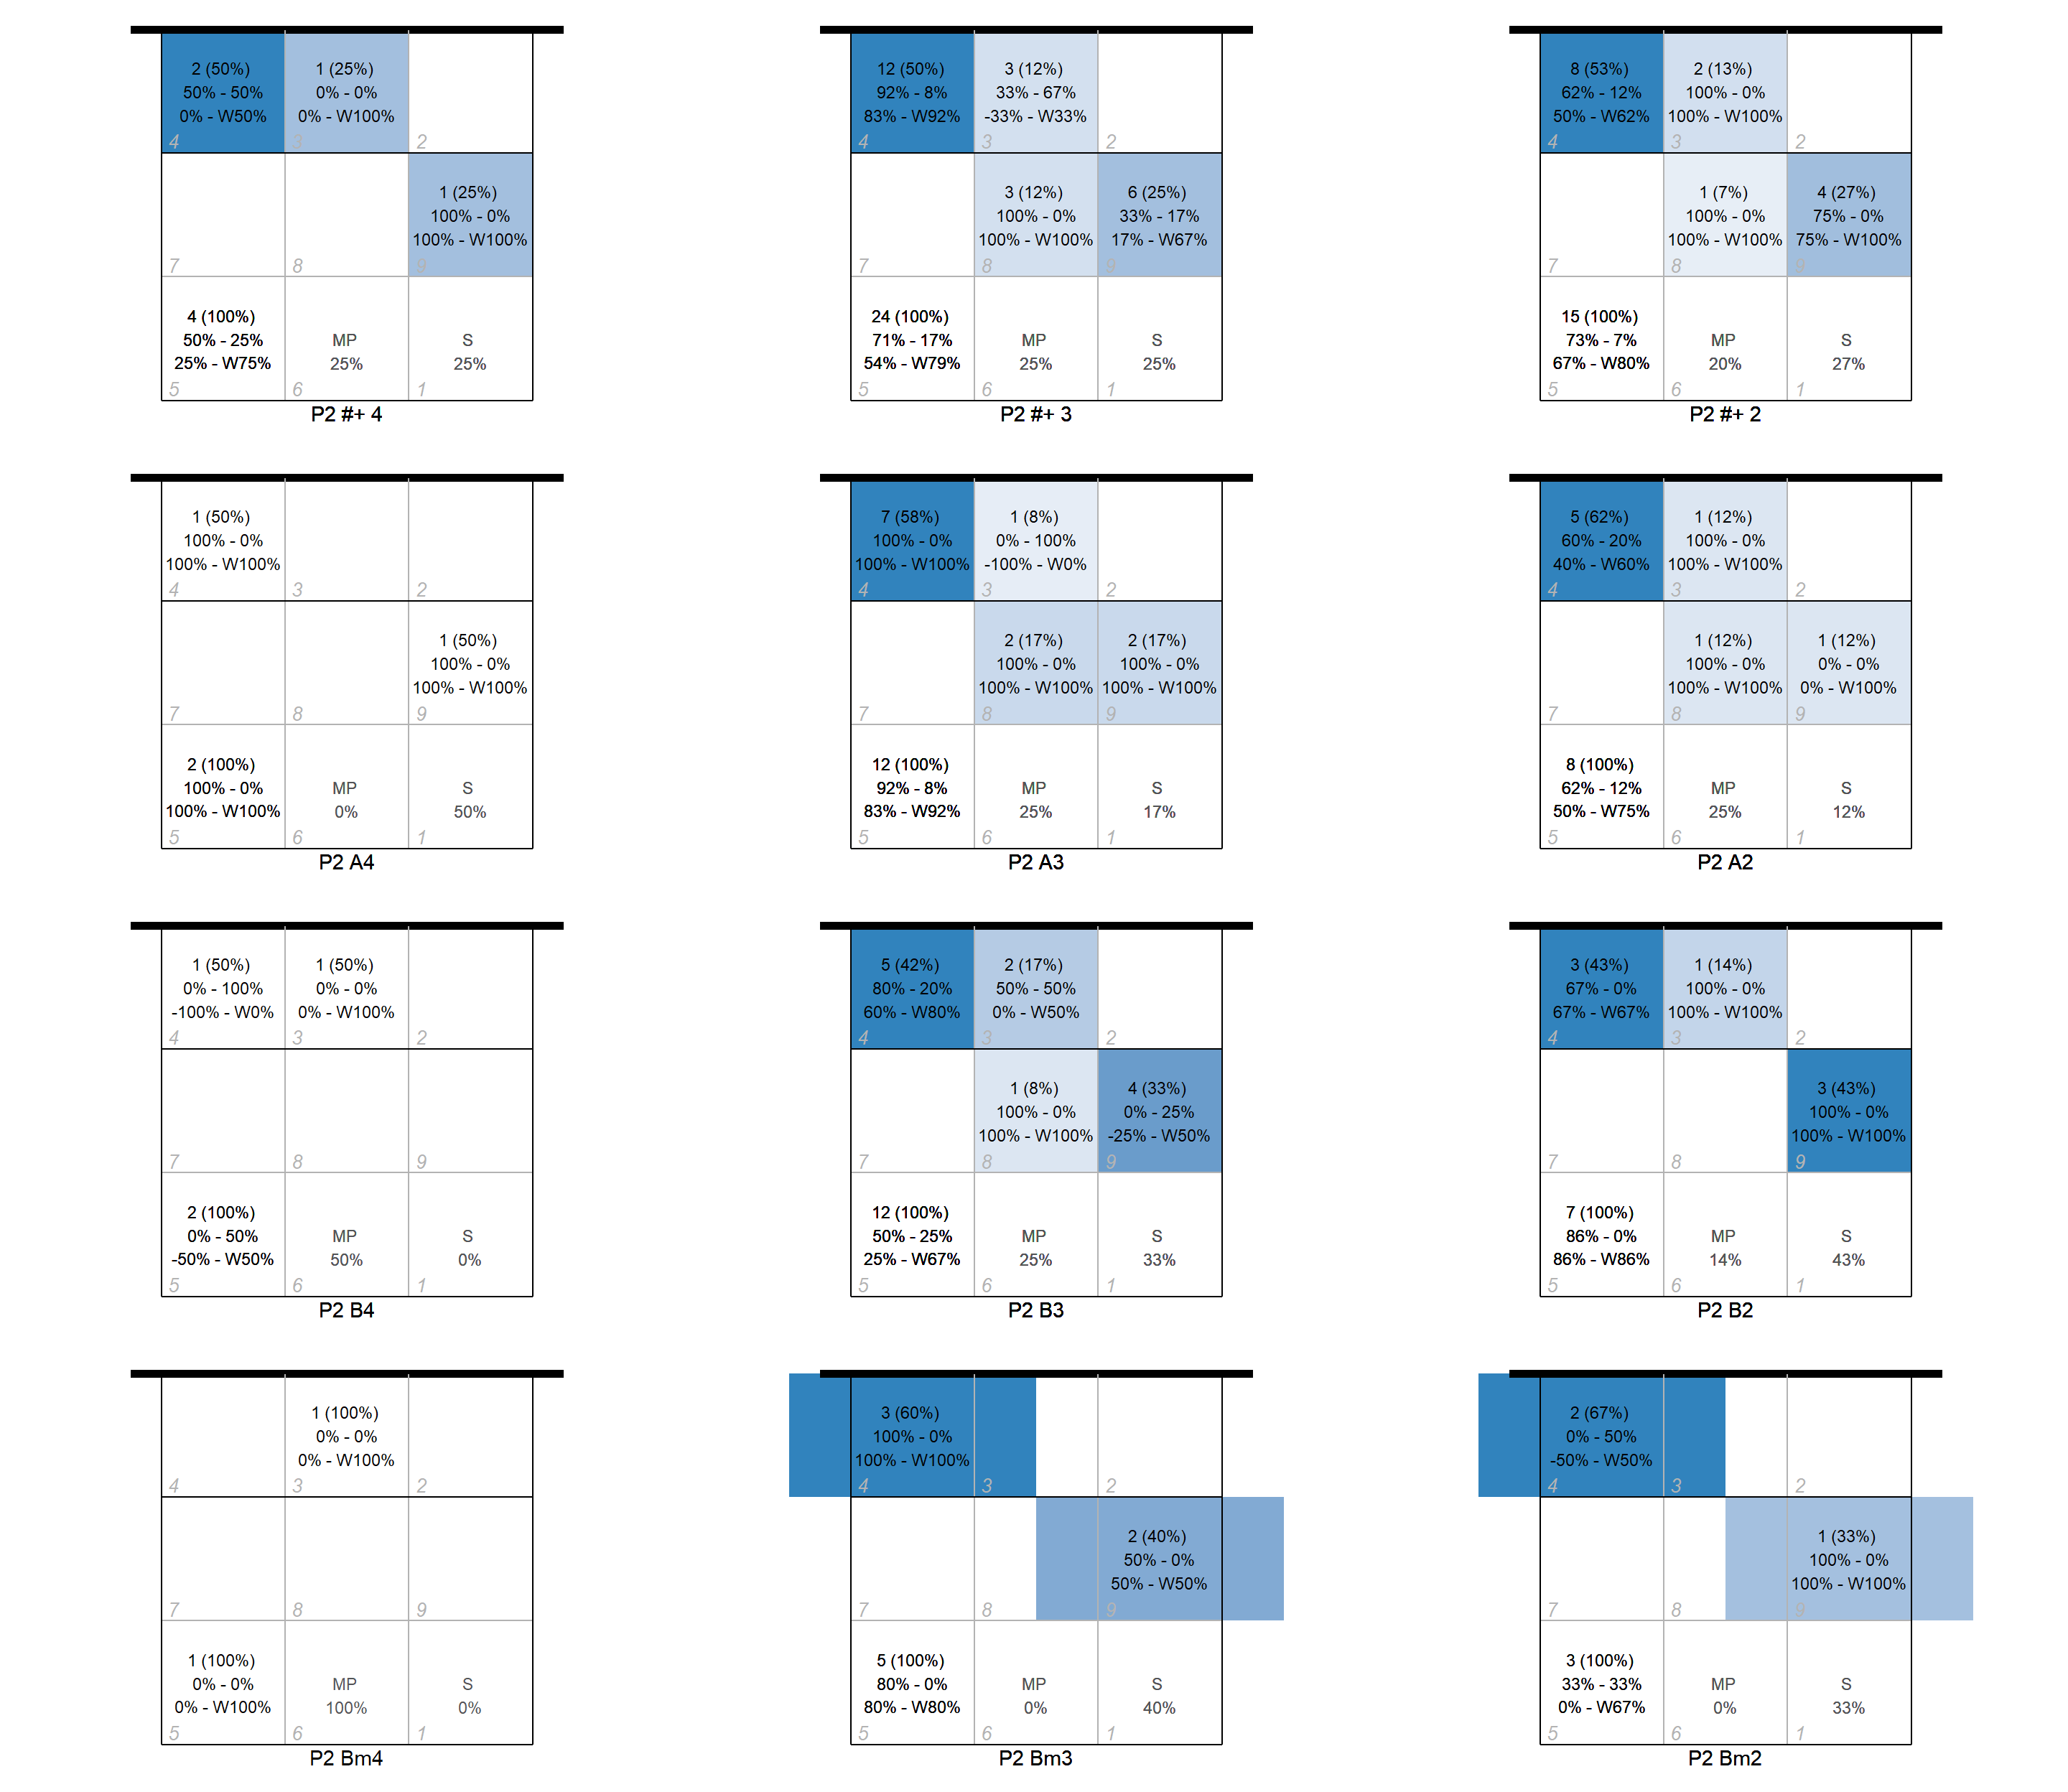 2 (50%)
50% - 50%
0% - W50%
4
1 (25%)
0% - 0%
0% - W100%
3
2
7
8
1 (25%)
100% - 0%
100% - W100%
9
4 (100%)
50% - 25%
25% - W75%
5
MP
25%
6
S
25%
1
P2 #+ 4
12 (50%)
92% - 8%
83% - W92%
4
3 (12%)
33% - 67%
-33% - W33%
3
2
7
3 (12%)
100% - 0%
100% - W100%
8
6 (25%)
33% - 17%
17% - W67%
9
24 (100%)
71% - 17%
54% - W79%
5
MP
25%
6
S
25%
1
P2 #+ 3
8 (53%)
62% - 12%
50% - W62%
4
2 (13%)
100% - 0%
100% - W100%
3
2
7
1 (7%)
100% - 0%
100% - W100%
8
4 (27%)
75% - 0%
75% - W100%
9
15 (100%)
73% - 7%
67% - W80%
5
MP
20%
6
S
27%
1
P2 #+ 2
1 (50%)
100% - 0%
100% - W100%
4
3
2
7
8
1 (50%)
100% - 0%
100% - W100%
9
2 (100%)
100% - 0%
100% - W100%
5
MP
0%
6
S
50%
1
P2 A4
7 (58%)
100% - 0%
100% - W100%
4
1 (8%)
0% - 100%
-100% - W0%
3
2
7
2 (17%)
100% - 0%
100% - W100%
8
2 (17%)
100% - 0%
100% - W100%
9
12 (100%)
92% - 8%
83% - W92%
5
MP
25%
6
S
17%
1
P2 A3
5 (62%)
60% - 20%
40% - W60%
4
1 (12%)
100% - 0%
100% - W100%
3
2
7
1 (12%)
100% - 0%
100% - W100%
8
1 (12%)
0% - 0%
0% - W100%
9
8 (100%)
62% - 12%
50% - W75%
5
MP
25%
6
S
12%
1
P2 A2
1 (50%)
0% - 100%
-100% - W0%
4
1 (50%)
0% - 0%
0% - W100%
3
2
7
8
9
2 (100%)
0% - 50%
-50% - W50%
5
MP
50%
6
S
0%
1
P2 B4
5 (42%)
80% - 20%
60% - W80%
4
2 (17%)
50% - 50%
0% - W50%
3
2
7
1 (8%)
100% - 0%
100% - W100%
8
4 (33%)
0% - 25%
-25% - W50%
9
12 (100%)
50% - 25%
25% - W67%
5
MP
25%
6
S
33%
1
P2 B3
3 (43%)
67% - 0%
67% - W67%
4
1 (14%)
100% - 0%
100% - W100%
3
2
7
8
3 (43%)
100% - 0%
100% - W100%
9
7 (100%)
86% - 0%
86% - W86%
5
MP
14%
6
S
43%
1
P2 B2
4
1 (100%)
0% - 0%
0% - W100%
3
2
7
8
9
1 (100%)
0% - 0%
0% - W100%
5
MP
100%
6
S
0%
1
P2 Bm4
3 (60%)
100% - 0%
100% - W100%
4
3
2
7
8
2 (40%)
50% - 0%
50% - W50%
9
5 (100%)
80% - 0%
80% - W80%
5
MP
0%
6
S
40%
1
P2 Bm3
2 (67%)
0% - 50%
-50% - W50%
4
3
2
7
8
1 (33%)
100% - 0%
100% - W100%
9
3 (100%)
33% - 33%
0% - W67%
5
MP
0%
6
S
33%
1
P2 Bm2